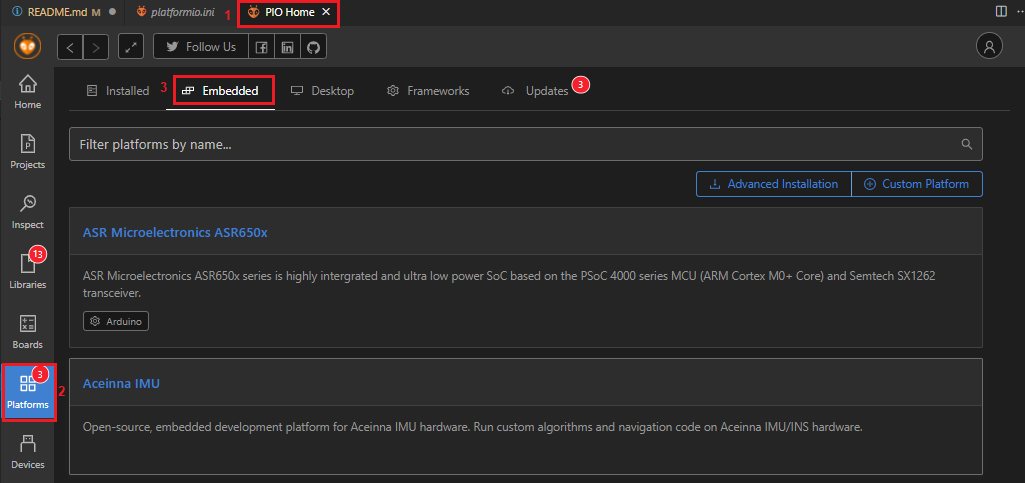 README.md M
platformio.ini
1
PIO Home
Follow Us
Home
Projects
Inspect
13
Libraries
Boards
3
Platforms
2
Devices
Installed
3
Embedded
Desktop
Frameworks
Updates
3
Filter platforms by name...
Advanced Installation
Custom Platform
ASR Microelectronics ASR650x
ASR Microelectronics ASR650x series is highly intergrated and ultra low power SoC based on the PSoC 4000 series MCU (ARM Cortex M0+ Core) and Semtech SX1262
transceiver.
Arduino
Aceinna IMU
Open-source, embedded development platform for Aceinna IMU hardware. Run custom algorithms and navigation code on Aceinna IMU/INS hardware.